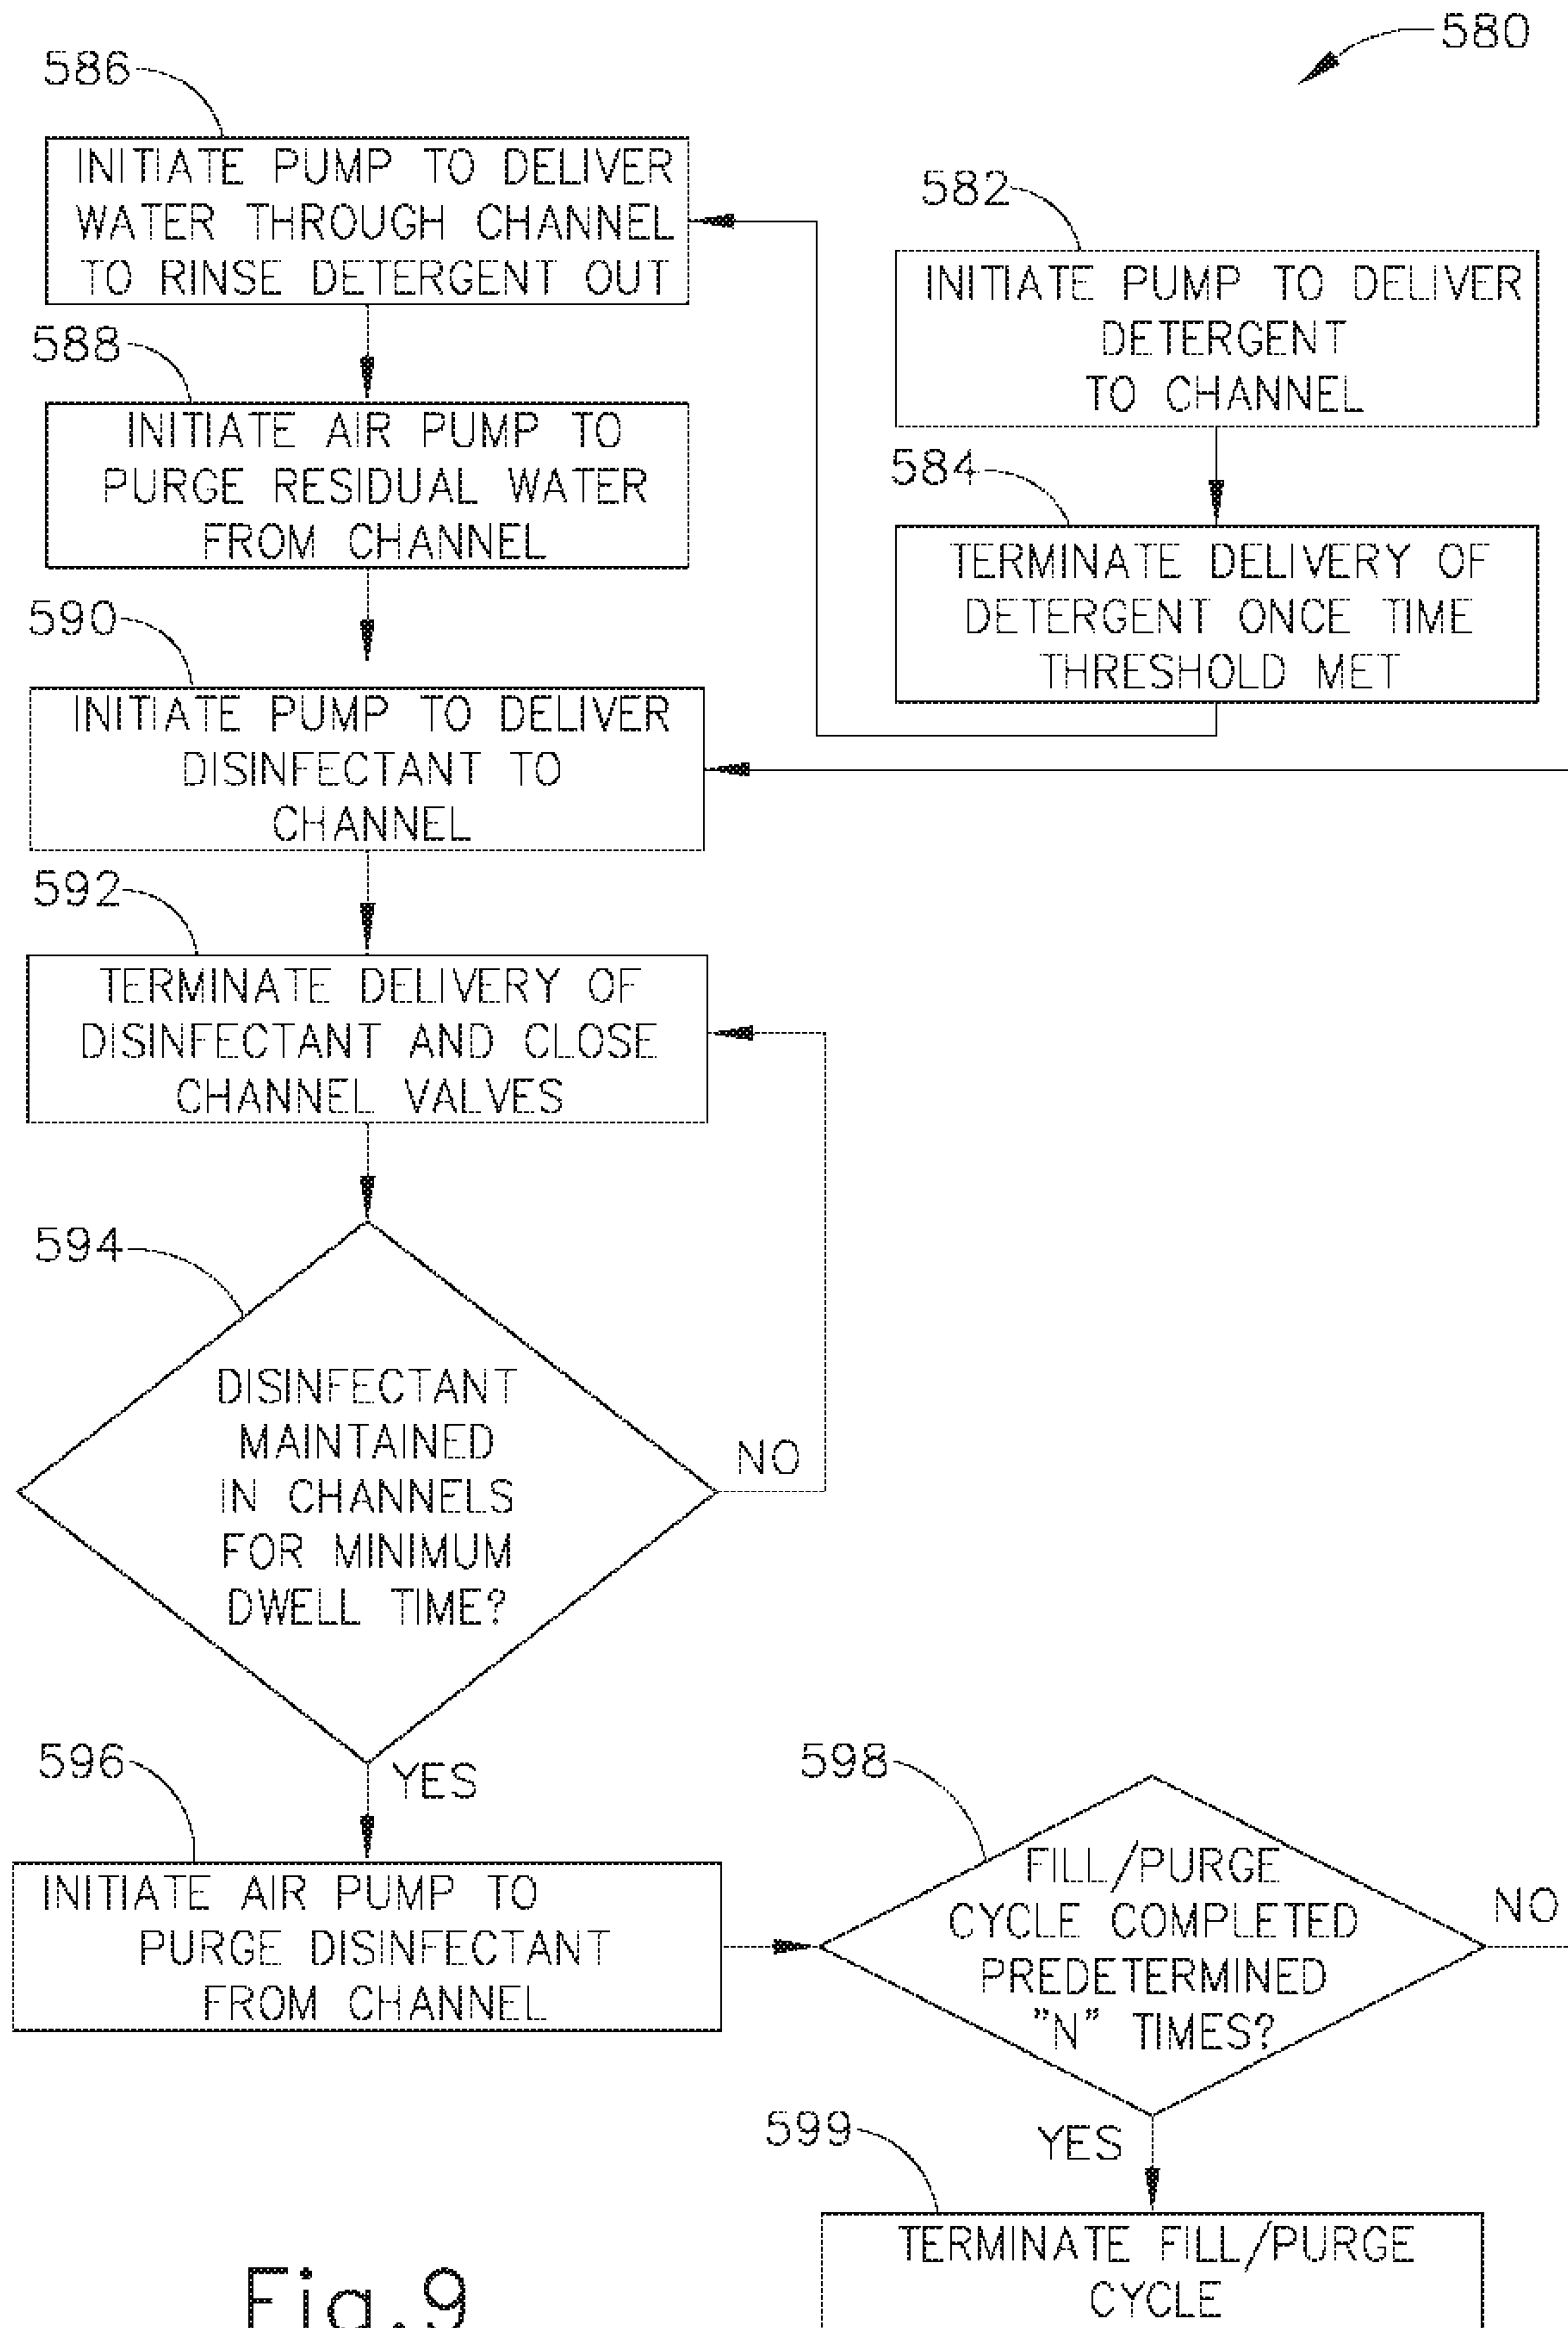 580
586
INITIATE PUMP TO DELIVER
WATER THROUGH CHANNEL
TO RINSE DETERGENT OUT
582
INITIATE PUMP TO DELIVER
DETERGENT
TO CHANNEL
588
INITIATE AIR PUMP TO
PURGE RESIDUAL WATER
FROM CHANNEL
584
TERMINATE DELIVERY OF
DETERGENT ONCE TIME
THRESHOLD MET
590
INITIATE PUMP TO DELIVER
DISINFECTANT TO
CHANNEL
592
TERMINATE DELIVERY OF
DISINFECTANT AND CLOSE
CHANNEL VALVES
594
DISINFECTANT
MAINTAINED
IN CHANNELS
FOR MINIMUM
DWELL TIME?
NO
YES
596
INITIATE AIR PUMP TO
PURGE DISINFECTANT
FROM CHANNEL
598
FILL/PURGE
CYCLE COMPLETED
PREDETERMINED
"N" TIMES?
NO
YES
599
TERMINATE FILL/PURGE
CYCLE
Fig.9